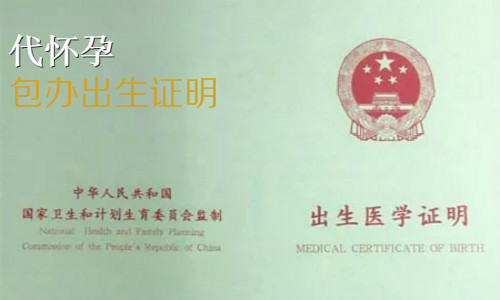 代怀孕
包办出生证明
中华人民共和国
国家卫生和计划生育委员会监制
National Health and Family Planning
Commission of the People's Republic of China
出生医学证明
MEDICAL CERTIFICATE OF BIRTH